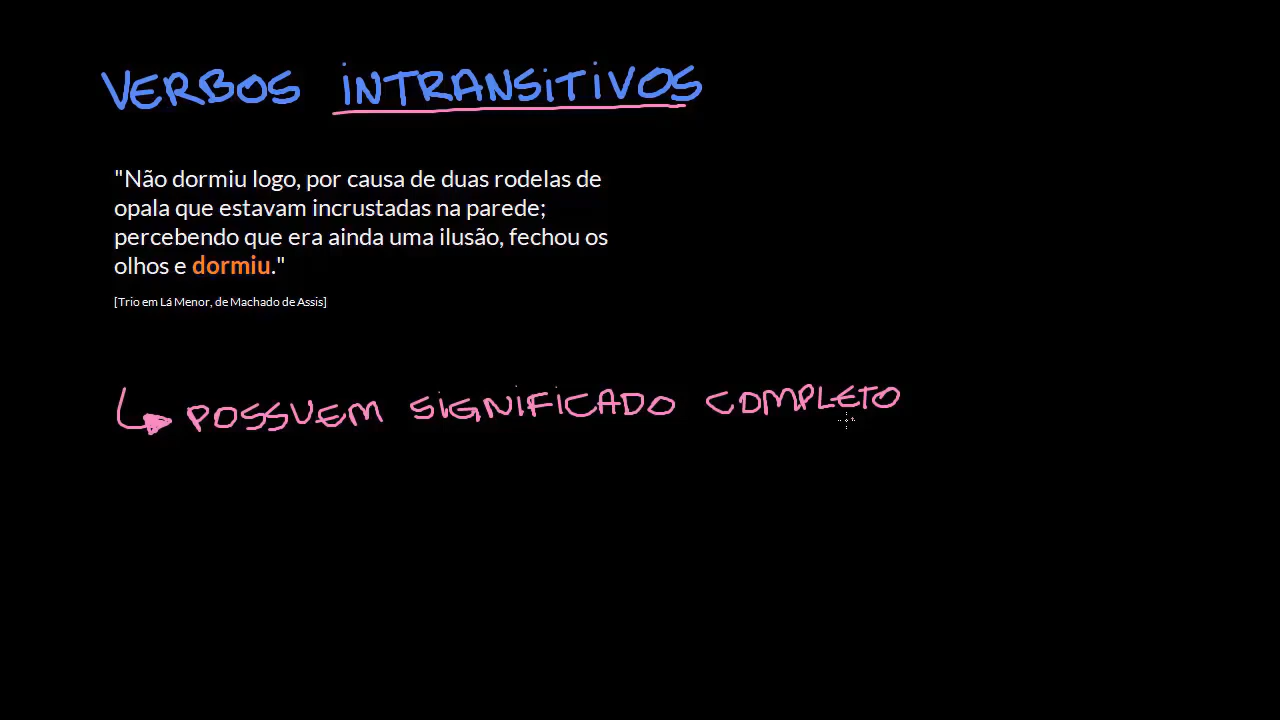 VERBOS INTRANSITIVOS
"Não dormiu logo, por causa de duas rodelas de
opala que estavam incrustadas na parede;
percebendo que era ainda uma ilusão, fechou os
olhos e dormiu."
[Trio em Lá Menor, de Machado de Assis]
POSSUEM SIGNIFICADO COMPLETO